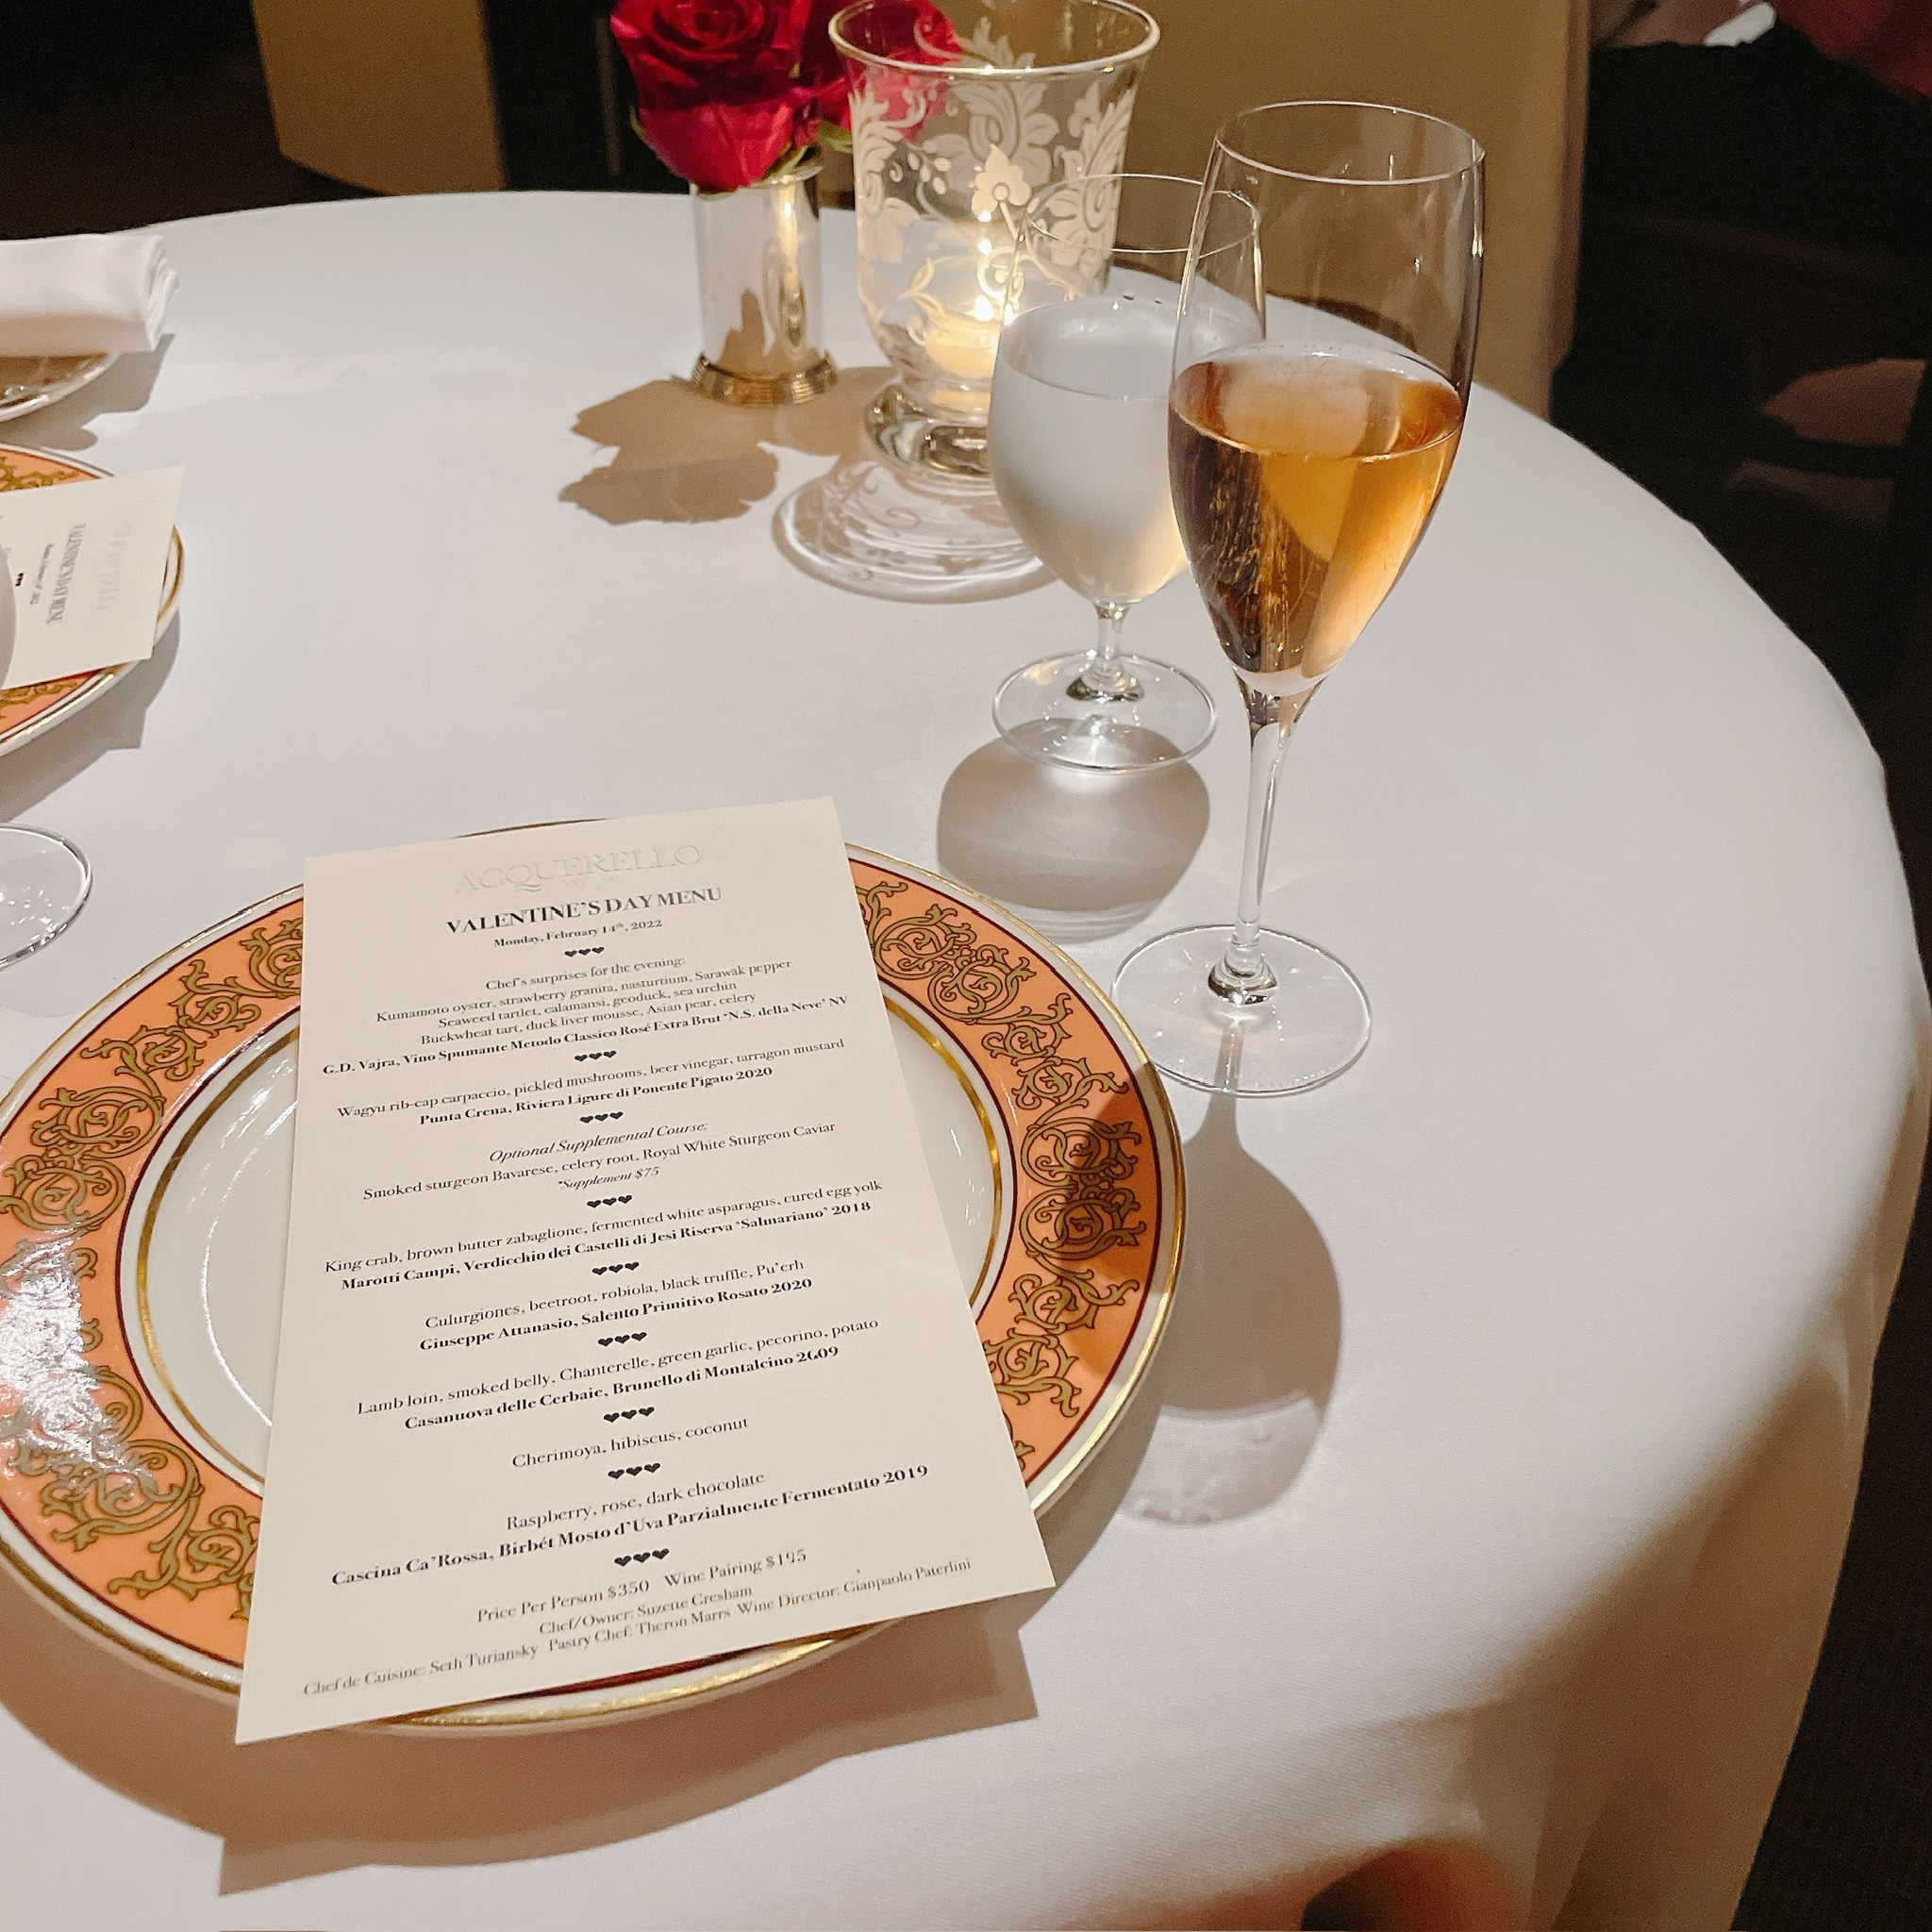 ACQUERELLO
VALENTINE'S DAY MENU
Monday, February 14th, 2022
❤❤❤
Chef's surprises for the evening:
Kumamoto oyster, strawberry granita, nasturtium, Sarawak pepper
Seaweed tartlet, calamansi, geoduck, sea urchin
Buckwheat tart, duck liver mousse, Asian pear, celery
G.D. Vajra, Vino Spumante Metodo Classico Rosé Extra Brut 'N.S. della Neve' NV
❤❤❤
Wagyu rib-cap carpaccio, pickled mushrooms, beer vinegar, tarragon mustard
Punta Crena, Riviera Ligure di Ponente Pigato 2020
❤❤❤
Optional Supplemental Course:
Smoked sturgeon Bavarese, celery root, Royal White Sturgeon Caviar
*Supplement $75
❤❤❤
King crab, brown butter zabaglione, fermented white asparagus, cured egg yolk
Marotti Campi, Verdicchio dei Castelli di Jesi Riserva 'Salmariano' 2018
❤❤❤
Culurgiones, beetroot, robiola, black truffle, Pu'erh
Giuseppe Attanasio, Salento Primitivo Rosato 2020
❤❤❤
Lamb loin, smoked belly, Chanterelle, green garlic, pecorino, potato
Casanuova delle Cerbaie, Brunello di Montalcino 2009
❤❤❤
Cherimoya, hibiscus, coconut
❤❤❤
Raspberry, rose, dark chocolate
Cascina Ca'Rossa, Birbét Mosto d'Uva Parzialmente Fermentato 2019
❤❤❤
Price Per Person $350 Wine Pairing $195
Chef/Owner: Suzette Gresham
Chef de Cuisine: Seth Turiansky Pastry Chef: Theron Marrs Wine Director: Gianpaolo Paterlini
VALENTINE'S DAY MENU